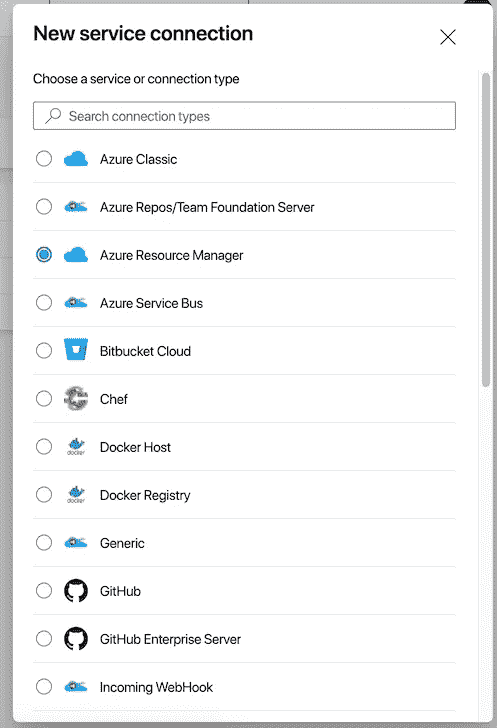 New service connection
Choose a service or connection type
Search connection types
Azure Classic
Azure Repos/Team Foundation Server
Azure Resource Manager
Azure Service Bus
Bitbucket Cloud
Chef
docker
Docker Host
docker
Docker Registry
Generic
GitHub
GitHub Enterprise Server
Incoming WebHook